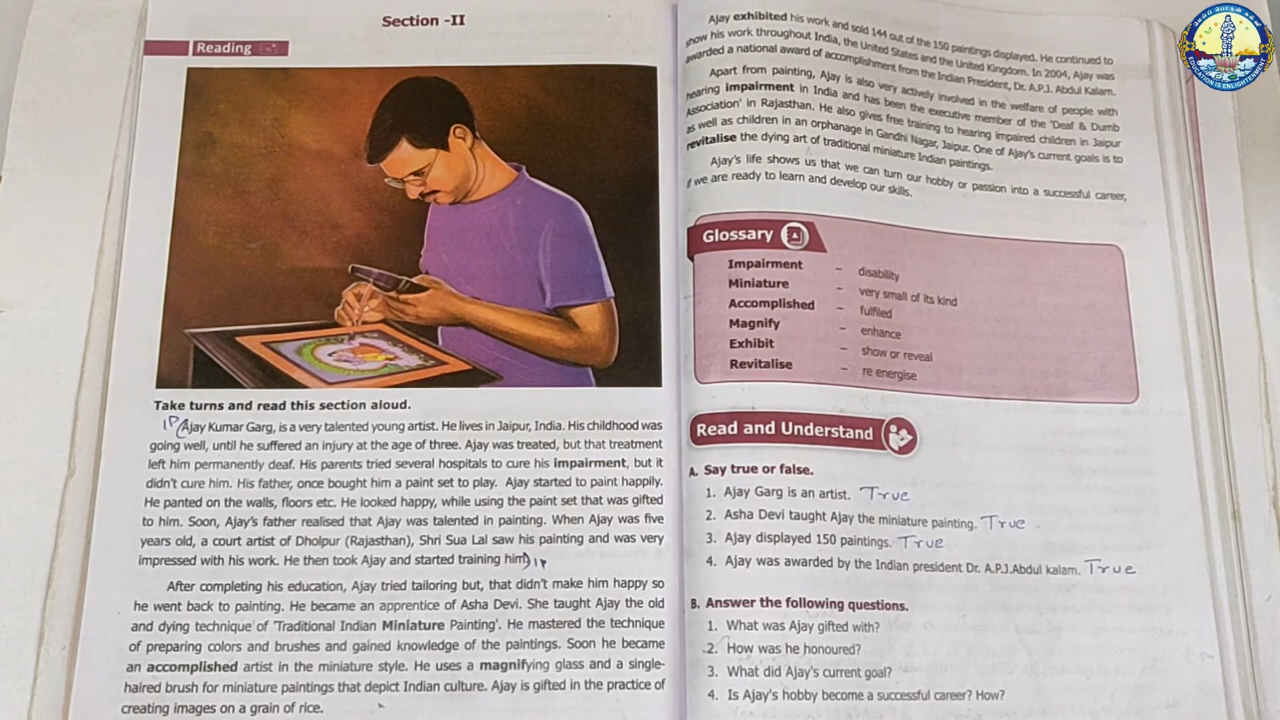 Section -II
Reading
Take turns and read this section aloud.
1P (Ajay Kumar Garg, is a very talented young artist. He lives in Jaipur, India. His childhood was
going well, until he suffered an injury at the age of three. Ajay was treated, but that treatment
left him permanently deaf. His parents tried several hospitals to cure his impairment, but it
didn't cure him. His father, once bought him a paint set to play. Ajay started to paint happily.
He panted on the walls, floors etc. He looked happy, while using the paint set that was gifted
to him. Soon, Ajay's father realised that Ajay was talented in painting. When Ajay was five
years old, a court artist of Dholpur (Rajasthan), Shri Sua Lal saw his painting and was very
impressed with his work. He then took Ajay and started training him) 1P
After completing his education, Ajay tried tailoring but, that didn't make him happy so
he went back to painting. He became an apprentice of Asha Devi. She taught Ajay the old
and dying technique of 'Traditional Indian Miniature Painting'. He mastered the technique
of preparing colors and brushes and gained knowledge of the paintings. Soon he became
an accomplished artist in the miniature style. He uses a magnifying glass and a single-
haired brush for miniature paintings that depict Indian culture. Ajay is gifted in the practice of
creating images on a grain of rice.
Ajay exhibited his work and sold 144 out of the 150 paintings displayed. He continued to
show his work throughout India, the United States and the United Kingdom. In 2004, Ajay was
awarded a national award of accomplishment from the Indian President, Dr. A.P.J. Abdul Kalam.
Apart from painting, Ajay is also very actively involved in the welfare of people with
hearing impairment in India and has been the executive member of the 'Deaf & Dumb
Association' in Rajasthan. He also gives free training to hearing impaired children in Jaipur
as well as children in an orphanage in Gandhi Nagar, Jaipur. One of Ajay's current goals is to
revitalise the dying art of traditional miniature Indian paintings.
Ajay's life shows us that we can turn our hobby or passion into a successful career,
if we are ready to learn and develop our skills.
Glossary
Impairment – disability
Miniature – very small of its kind
Accomplished – fulfiled
Magnify – enhance
Exhibit – show or reveal
Revitalise – re energise
Read and Understand
A. Say true or false.
1. Ajay Garg is an artist. True
2. Asha Devi taught Ajay the miniature painting. True
3. Ajay displayed 150 paintings. True
4. Ajay was awarded by the Indian president Dr. A.P.J.Abdul kalam. True
B. Answer the following questions.
1. What was Ajay gifted with?
2. How was he honoured?
3. What did Ajay's current goal?
4. Is Ajay's hobby become a successful career? How?
EDUCATION IS ENLIGHTENMENT